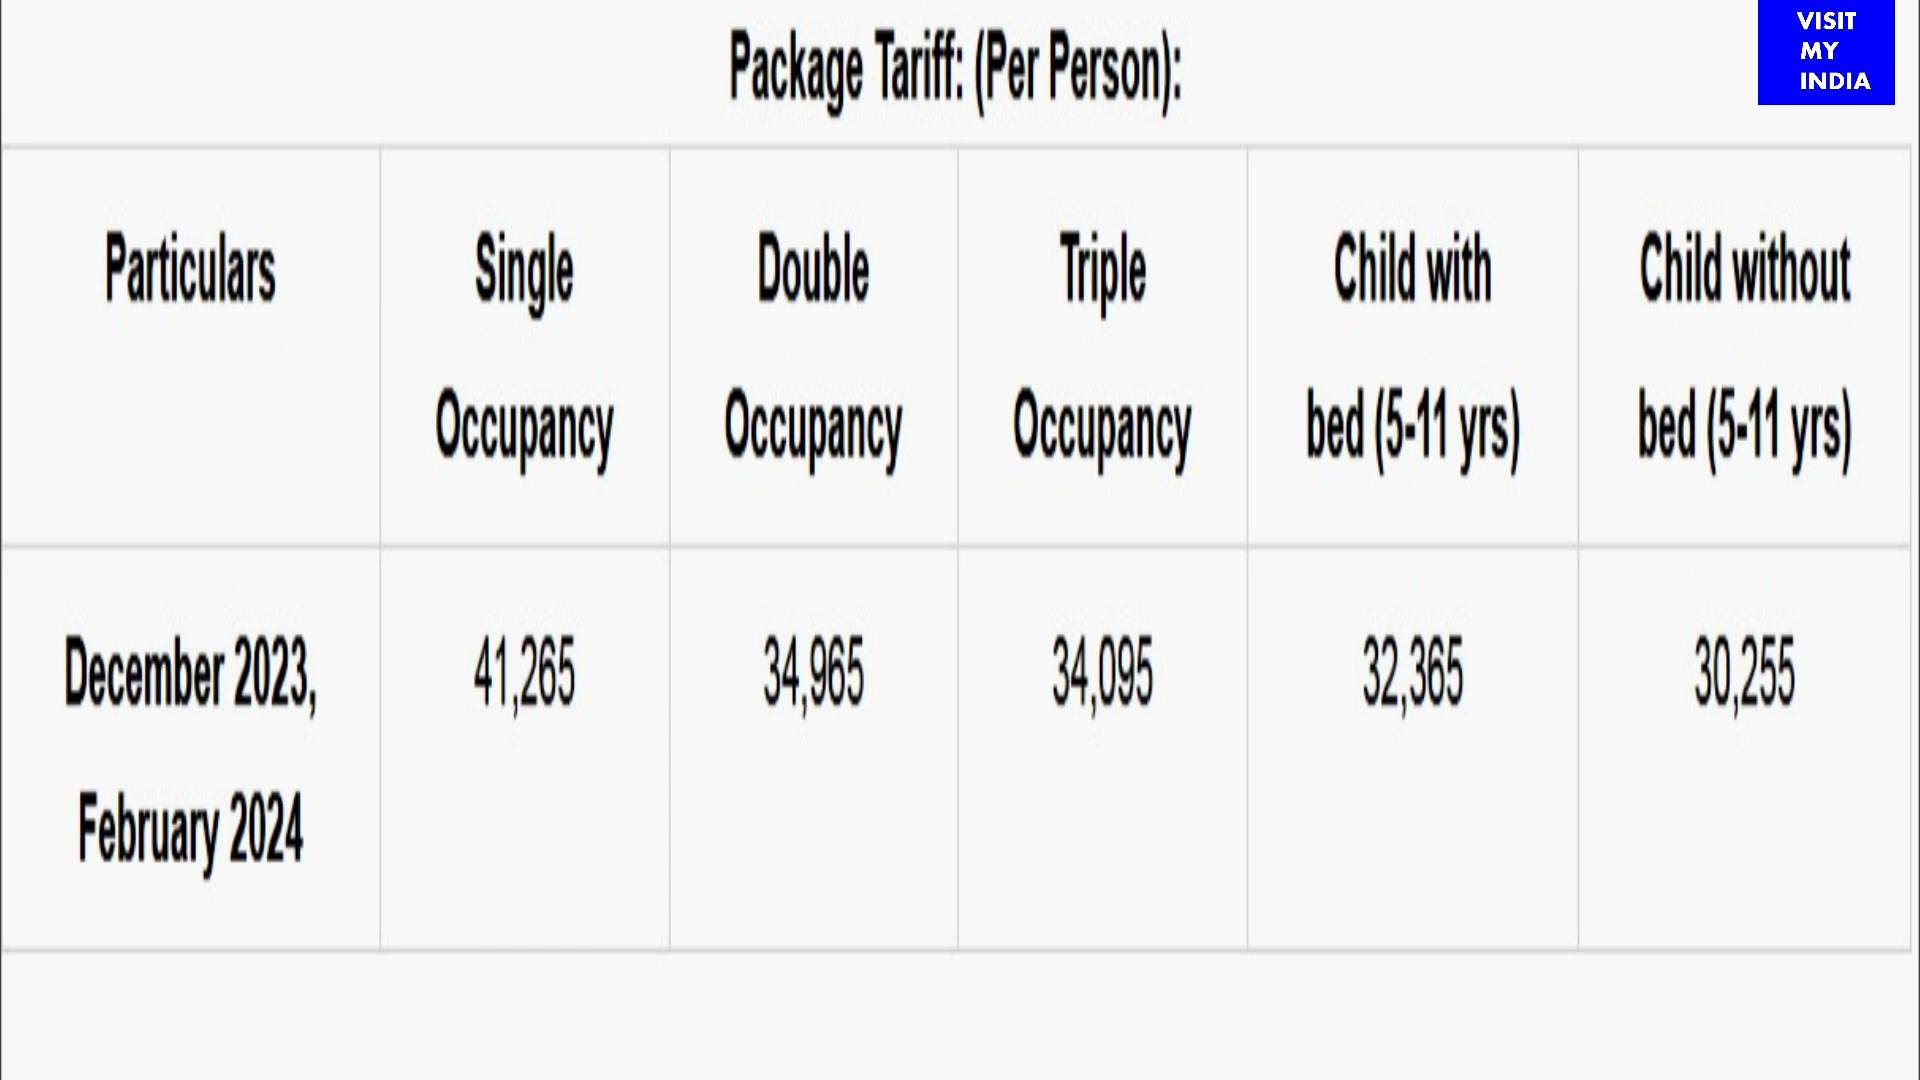 Package Tariff: (Per Person):
VISIT
MY
INDIA
Particulars
Single
Occupancy
Double
Occupancy
Triple
Occupancy
Child with
bed (5-11 yrs)
Child without
bed (5-11 yrs)
December 2023,
February 2024
41,265
34,965
34,095
32,365
30,255